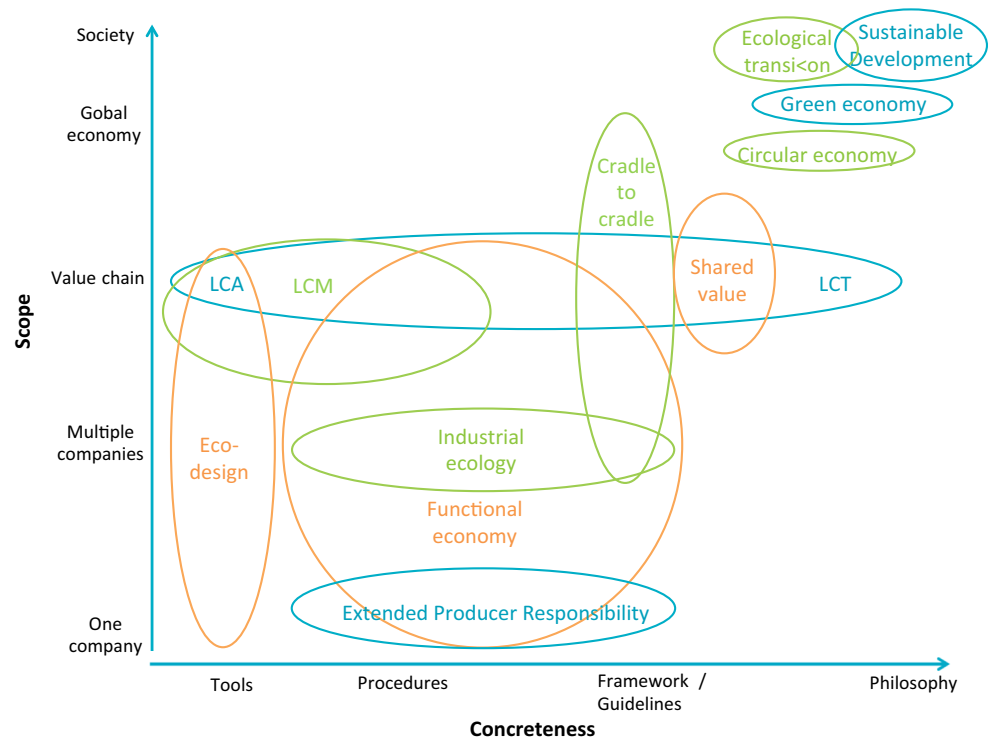 Society
Ecological
transi<on
Sustainable
Development
Gobal
economy
Green economy
Circular economy
Cradle
to
cradle
Value chain
LCA
LCM
Shared
value
LCT
Scope
Multiple
companies
Eco-
design
Industrial
ecology
Functional
economy
One
company
Extended Producer Responsibility
Tools
Procedures
Framework /
Guidelines
Philosophy
Concreteness